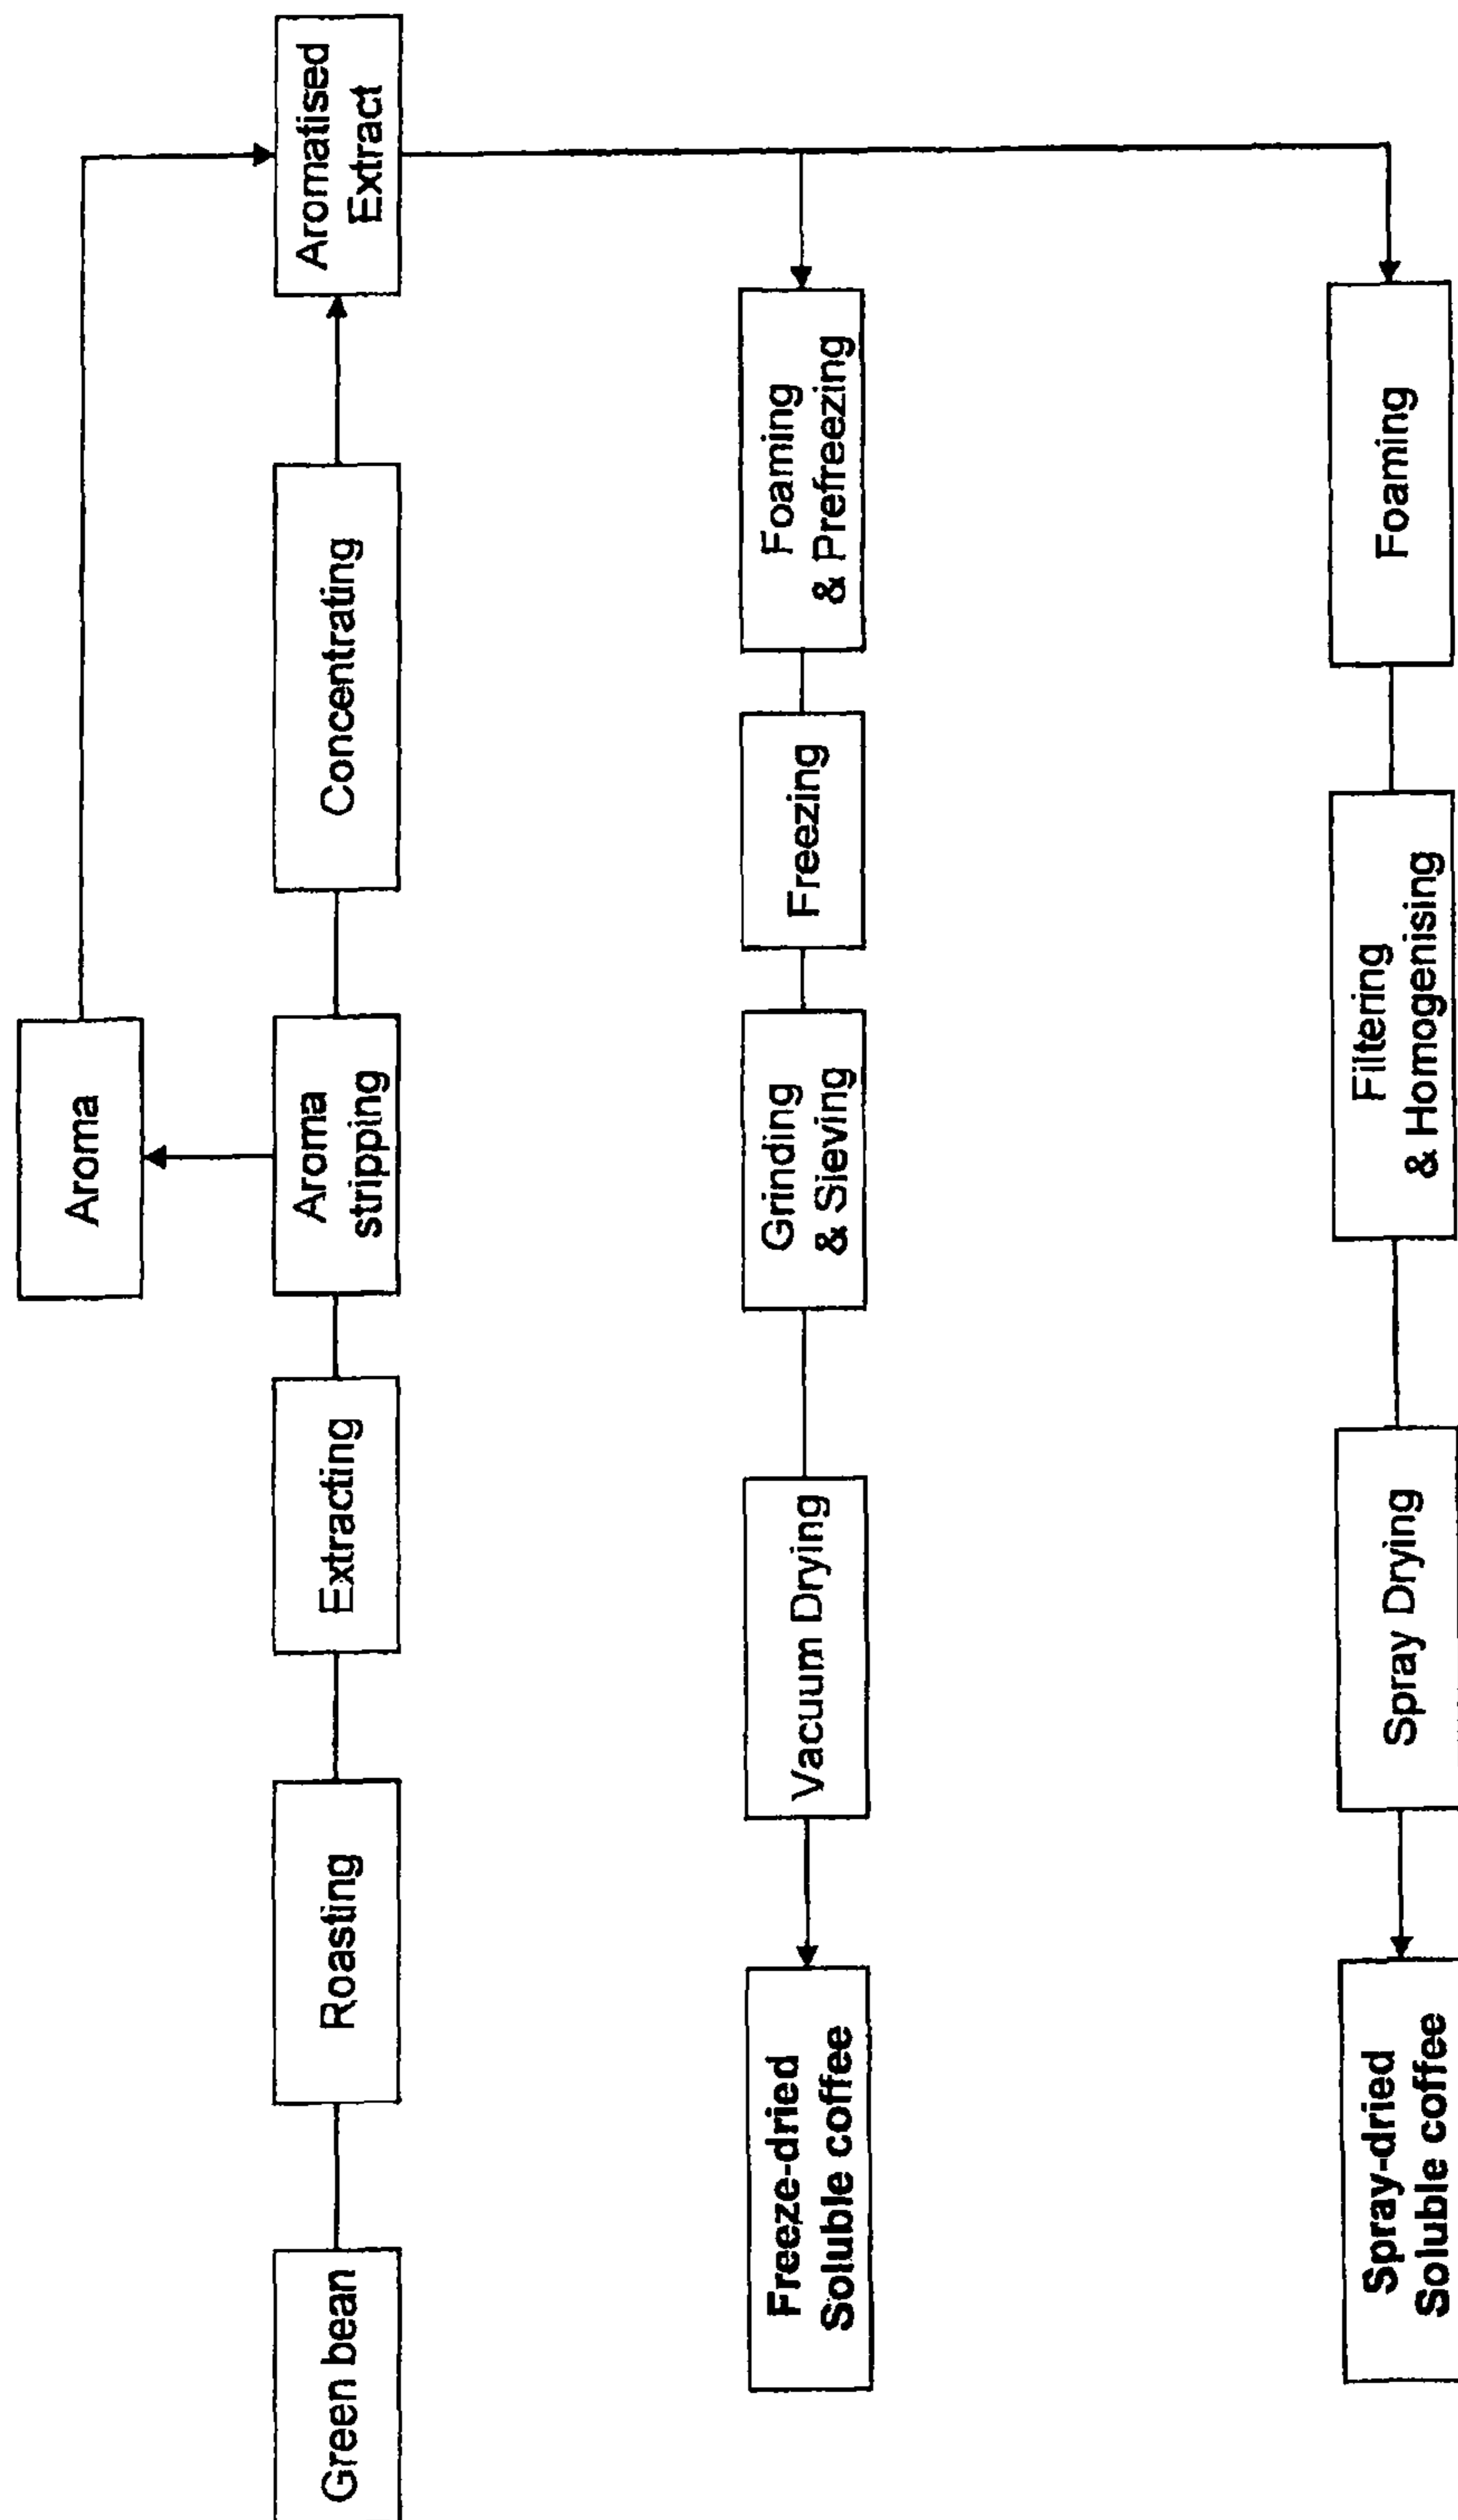 Aroma
Green bean
Roasting
Extracting
Aroma
stripping
Concentrating
Aromatised
Extract
Foaming
& Prefreezing
Freezing
Grinding
& Sieving
Vacuum Drying
Freeze-dried
Soluble coffee
Foaming
Filtering
& Homogenising
Spray Drying
Spray-dried
Soluble coffee